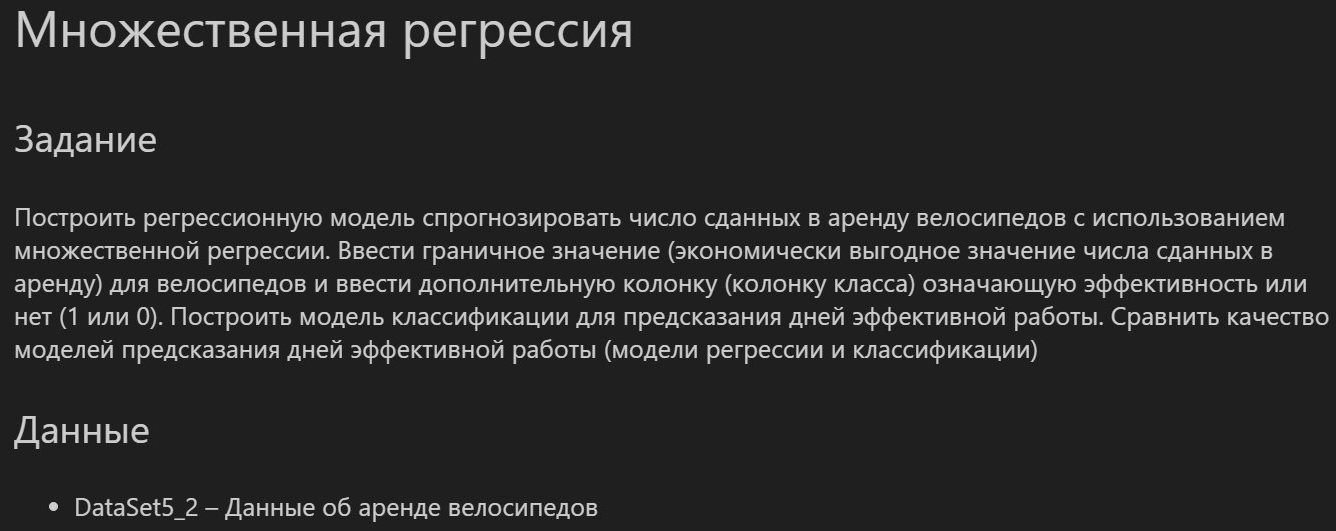 Множественная регрессия
Задание
Построить регрессионную модель спрогнозировать число сданных в аренду велосипедов с использованием
множественной регрессии. Ввести граничное значение (экономически выгодное значение числа сданных в
аренду) для велосипедов и ввести дополнительную колонку (колонку класса) означающую эффективность или
нет (1 или 0). Построить модель классификации для предсказания дней эффективной работы. Сравнить качество
моделей предсказания дней эффективной работы (модели регрессии и классификации)
Данные
• DataSet5_2 – Данные об аренде велосипедов